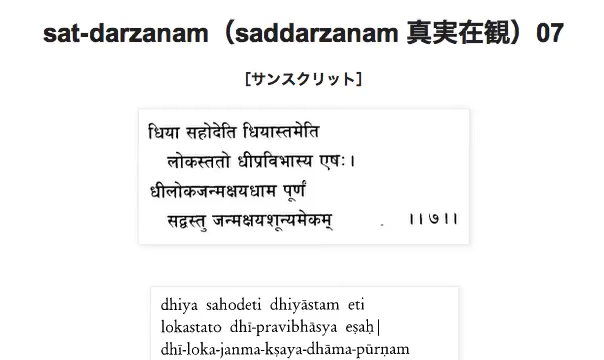 sat-darzanam（saddarzanam 真実在観）07
［サンスクリット］
धिया सहोदेति धियास्तमेति
लोकस्ततो धीप्रविभास्य एषः।
धीलोकजन्मक्षयधाम पूर्णं
सद्वस्तु जन्मक्षयशून्यमेकम् ।।७।।
dhiya sahodeti dhiyāstam eti
lokastato dhī-pravibhāsya eṣaḥ|
dhī-loka-janma-kṣaya-dhāma-pūrṇam